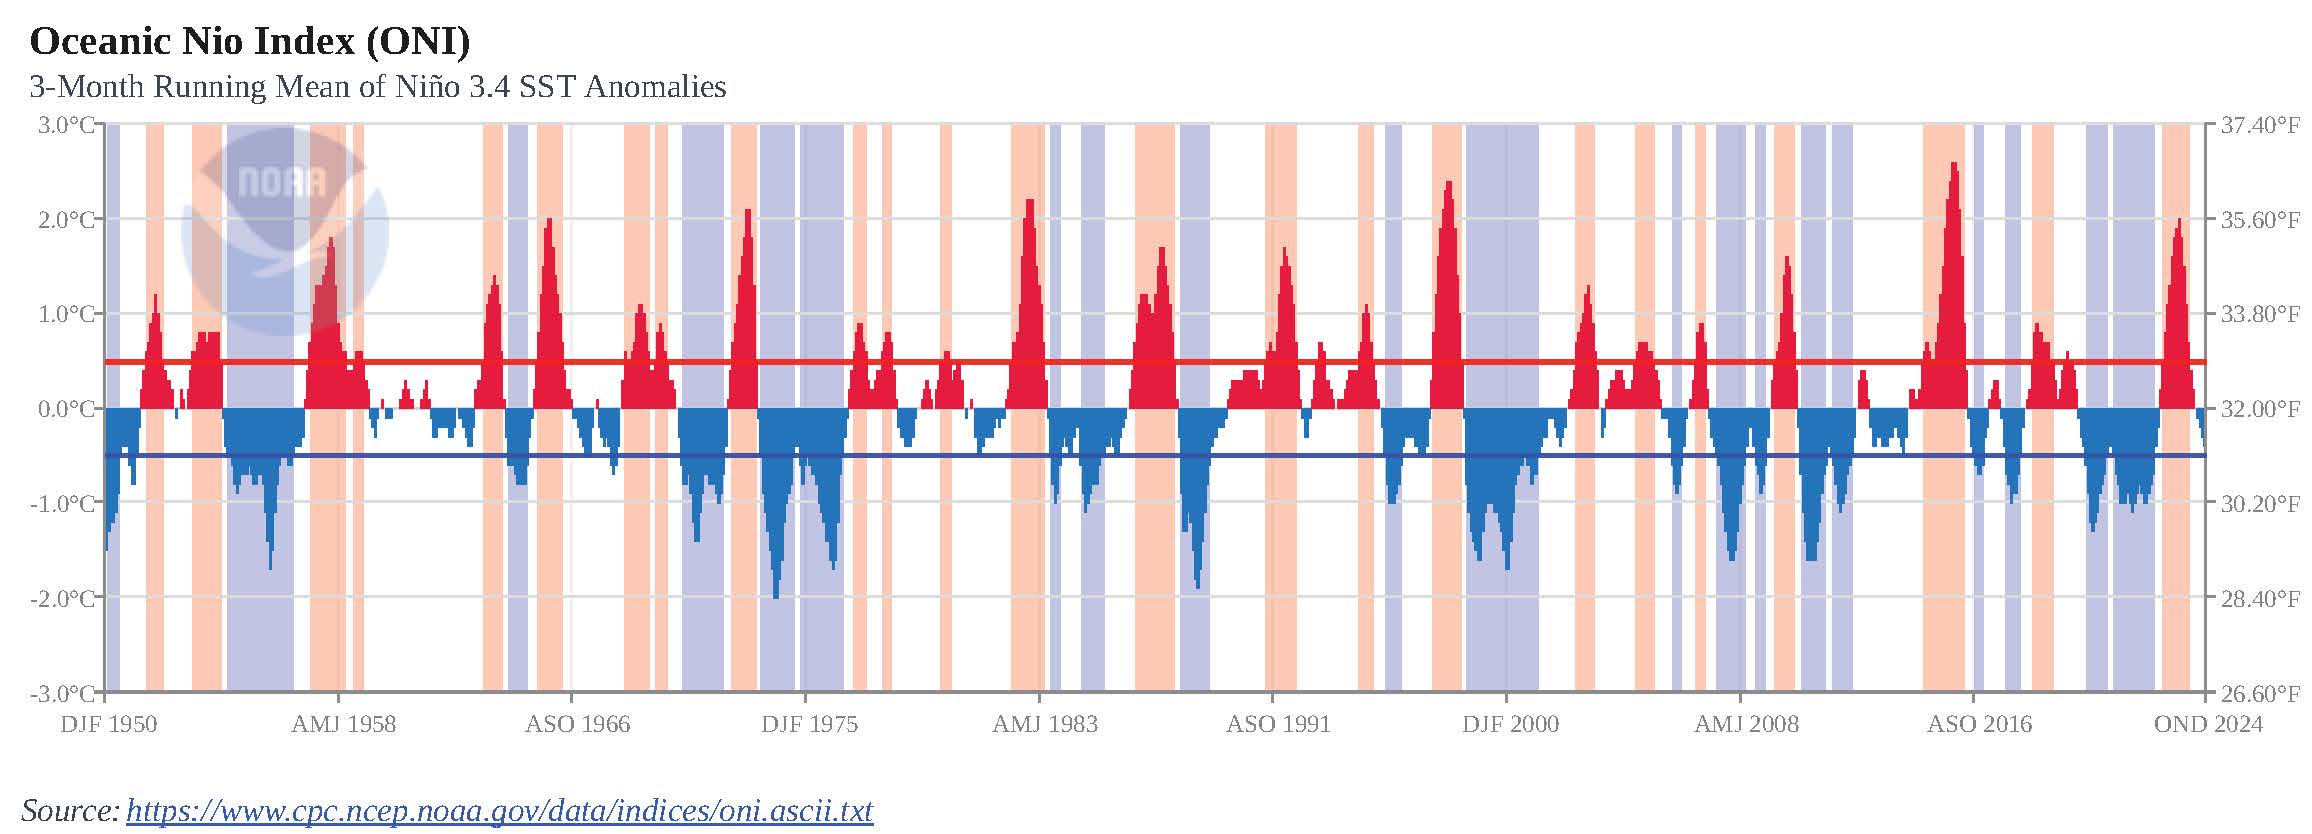 Oceanic Nio Index (ONI)
3-Month Running Mean of Niño 3.4 SST Anomalies
NOAA
3.0°C
2.0°C
1.0°C
0.0°C
-1.0°C
-2.0°C
-3.0°C
37.40°F
35.60°F
33.80°F
32.00°F
30.20°F
28.40°F
26.60°F
DJF 1950 AMJ 1958 ASO 1966 DJF 1975 AMJ 1983 ASO 1991 DJF 2000 AMJ 2008 ASO 2016 OND 2024
Source: https://www.cpc.ncep.noaa.gov/data/indices/oni.ascii.txt